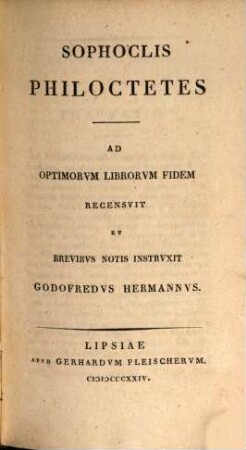 SOPHOCLIS
PHILOCTETES
AD
OPTIMORVM LIBRORVM FIDEM
RECENSVIT
ET
BREVIBVS NOTIS INSTRVXIT
GODOFREDVS HERMANNVS.
LIPSIAE
APVD GERHARDVM FLEISCHERVM.
CIƆIƆCCCXXIV.